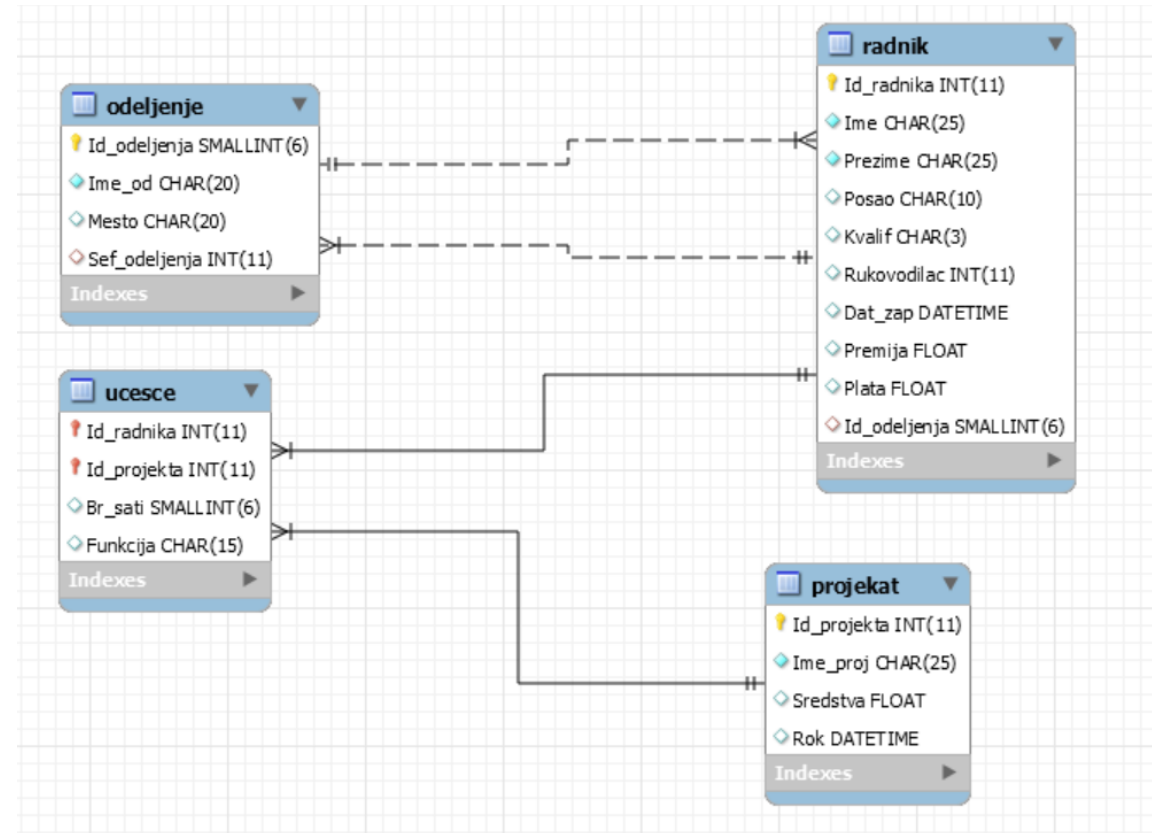 odeljenje
Id_odeljenja SMALLINT(6)
Ime_od CHAR(20)
Mesto CHAR(20)
Sef_odeljenja INT(11)
Indexes
radnik
Id_radnika INT(11)
Ime CHAR(25)
Prezime CHAR(25)
Posao CHAR(10)
Kvalif CHAR(3)
Rukovodilac INT(11)
Dat_zap DATETIME
Premija FLOAT
Plata FLOAT
Id_odeljenja SMALLINT(6)
Indexes
ucesce
Id_radnika INT(11)
Id_projekta INT(11)
Br_sati SMALLINT(6)
Funkcija CHAR(15)
Indexes
projekat
Id_projekta INT(11)
Ime_proj CHAR(25)
Sredstva FLOAT
Rok DATETIME
Indexes